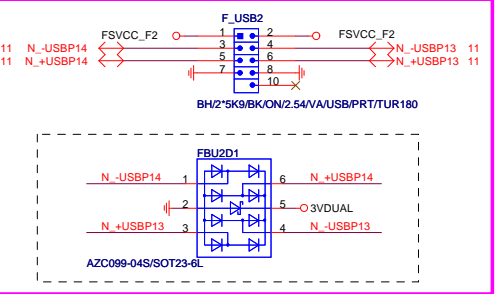 F_USB2
FSVCC_F2 1 2 FSVCC_F2
11 N_-USBP14 3 4 N_-USBP13 11
11 N_+USBP14 5 6 N_+USBP13 11
7 8
10
BH/2*5K9/BK/ON/2.54/VA/USB/PRT/TUR180
FBU2D1
N_-USBP14 1 6 N_+USBP14
2 5 3VDUAL
N_+USBP13 3 4 N_-USBP13
AZC099-04S/SOT23-6L